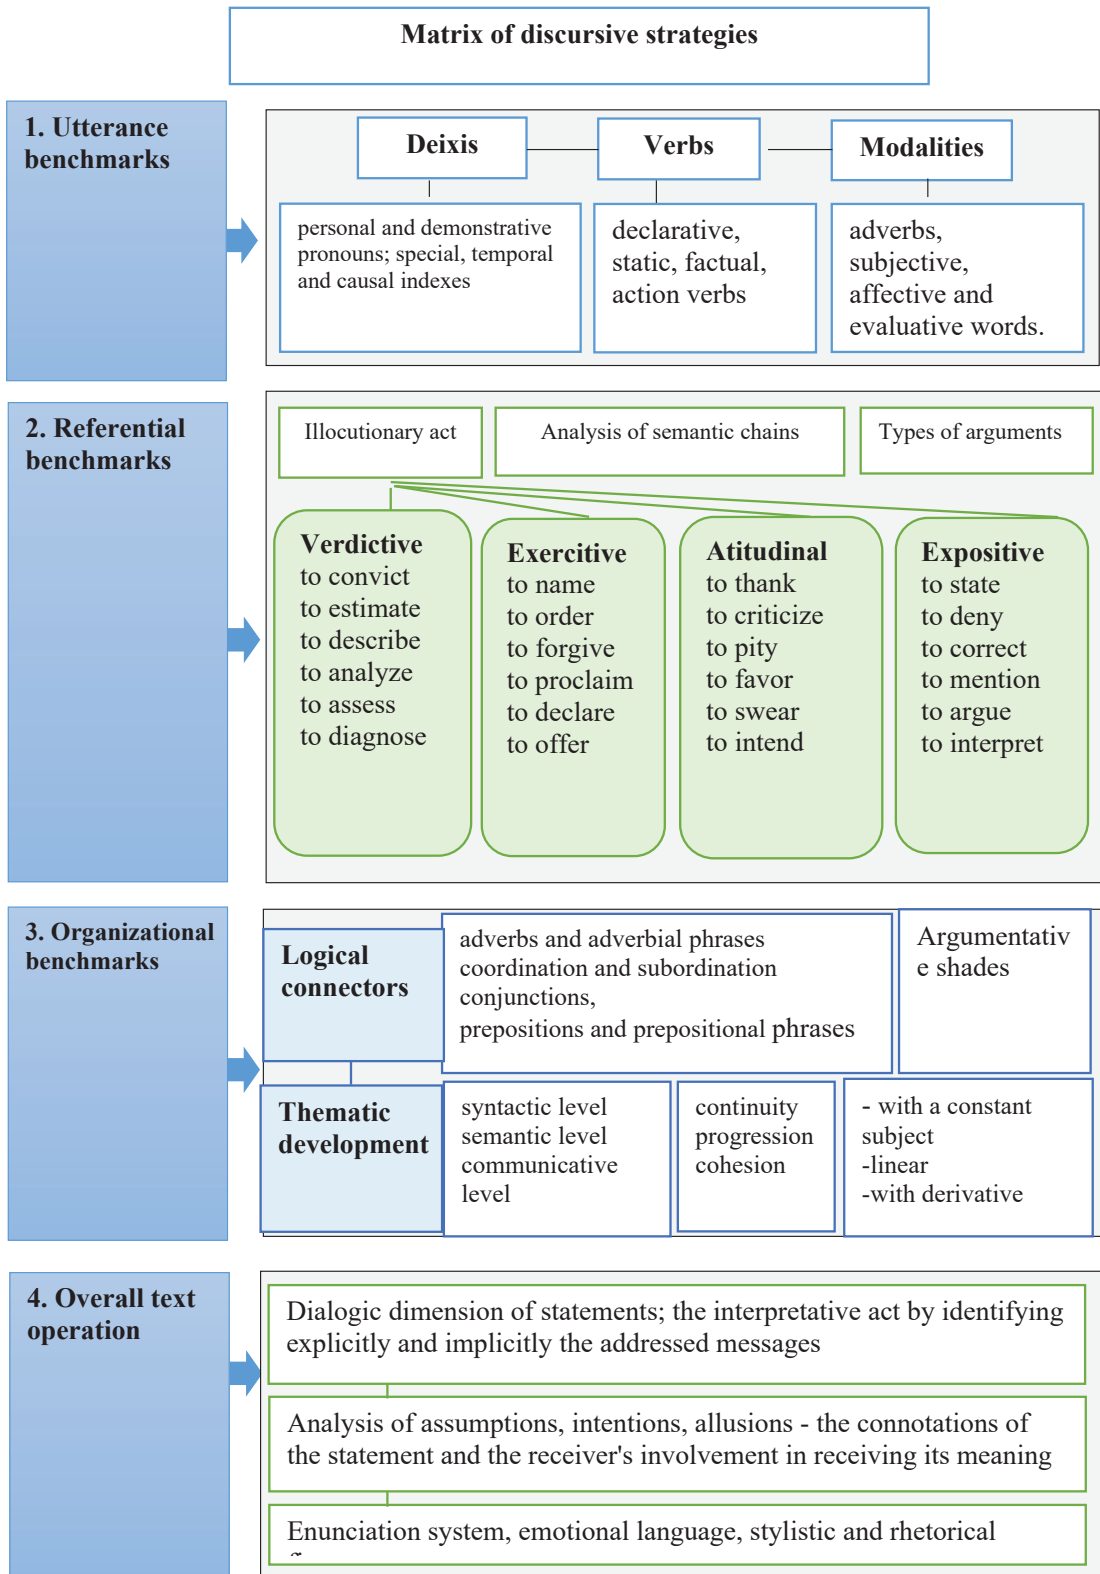 Matrix of discursive strategies
1. Utterance
benchmarks
Deixis
Verbs
Modalities
personal and demonstrative
pronouns; special, temporal
and causal indexes
declarative,
static, factual,
action verbs
adverbs,
subjective,
affective and
evaluative words.
2. Referential
benchmarks
Illocutionary act
Analysis of semantic chains
Types of arguments
Verdictive
to convict
to estimate
to describe
to analyze
to assess
to diagnose
Exercitive
to name
to order
to forgive
to proclaim
to declare
to offer
Atitudinal
to thank
to criticize
to pity
to favor
to swear
to intend
Expositive
to state
to deny
to correct
to mention
to argue
to interpret
3. Organizational
benchmarks
Logical
connectors
adverbs and adverbial phrases
coordination and subordination
conjunctions,
prepositions and prepositional phrases
Argumentativ
e shades
Thematic
development
syntactic level
semantic level
communicative
level
continuity
progression
cohesion
- with a constant
subject
-linear
-with derivative
4. Overall text
operation
Dialogic dimension of statements; the interpretative act by identifying
explicitly and implicitly the addressed messages
Analysis of assumptions, intentions, allusions - the connotations of
the statement and the receiver's involvement in receiving its meaning
Enunciation system, emotional language, stylistic and rhetorical